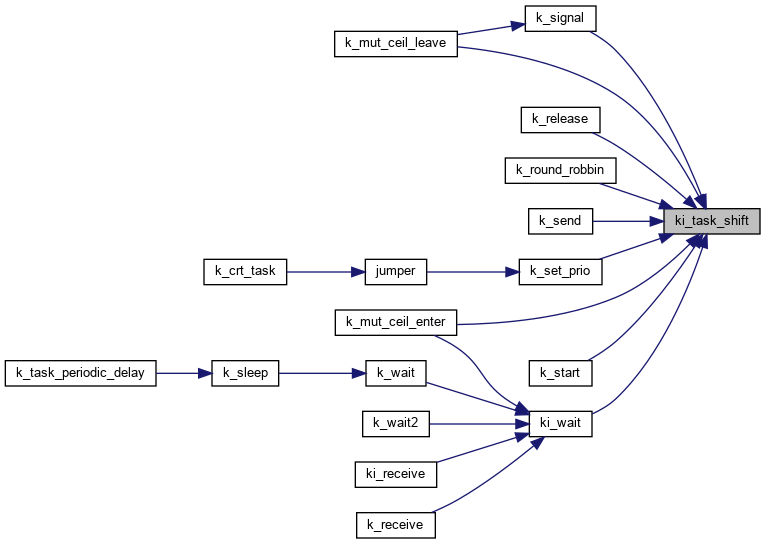 k_signal
k_mut_ceil_leave
k_release
k_round_robbin
k_send
ki_task_shift
k_crt_task
jumper
k_set_prio
k_mut_ceil_enter
k_task_periodic_delay
k_sleep
k_wait
k_start
k_wait2
ki_wait
ki_receive
k_receive